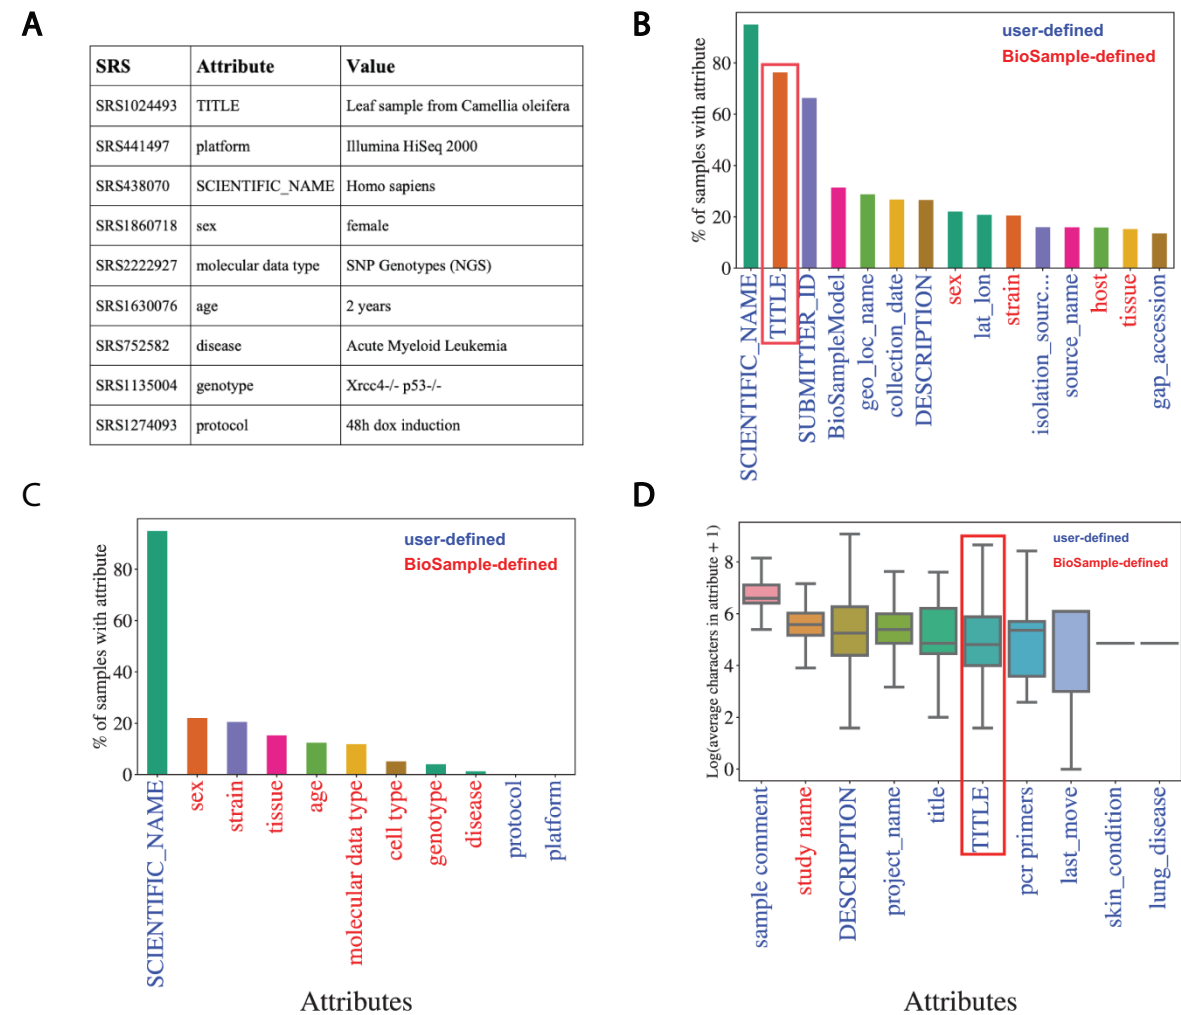 A
SRS Attribute Value
SRS1024493 TITLE Leaf sample from Camellia oleifera
SRS441497 platform Illumina HiSeq 2000
SRS438070 SCIENTIFIC_NAME Homo sapiens
SRS1860718 sex female
SRS2222927 molecular data type SNP Genotypes (NGS)
SRS1630076 age 2 years
SRS752582 disease Acute Myeloid Leukemia
SRS1135004 genotype Xrcc4-/- p53-/-
SRS1274093 protocol 48h dox induction
B
% of samples with attribute
80
60
40
20
0
user-defined
BioSample-defined
SCIENTIFIC_NAME
TITLE
SUBMITTER_ID
BioSampleModel
geo_loc_name
collection_date
DESCRIPTION
sex
lat_lon
strain
isolation_sourc...
source_name
host
tissue
gap_accession
C
% of samples with attribute
80
60
40
20
0
user-defined
BioSample-defined
SCIENTIFIC_NAME
sex
strain
tissue
age
molecular data type
cell type
genotype
disease
protocol
platform
Attributes
D
Log(average characters in attribute + 1)
8
6
4
2
0
user-defined
BioSample-defined
sample comment
study name
DESCRIPTION
project_name
title
TITLE
pcr primers
last_move
skin_condition
lung_disease
Attributes